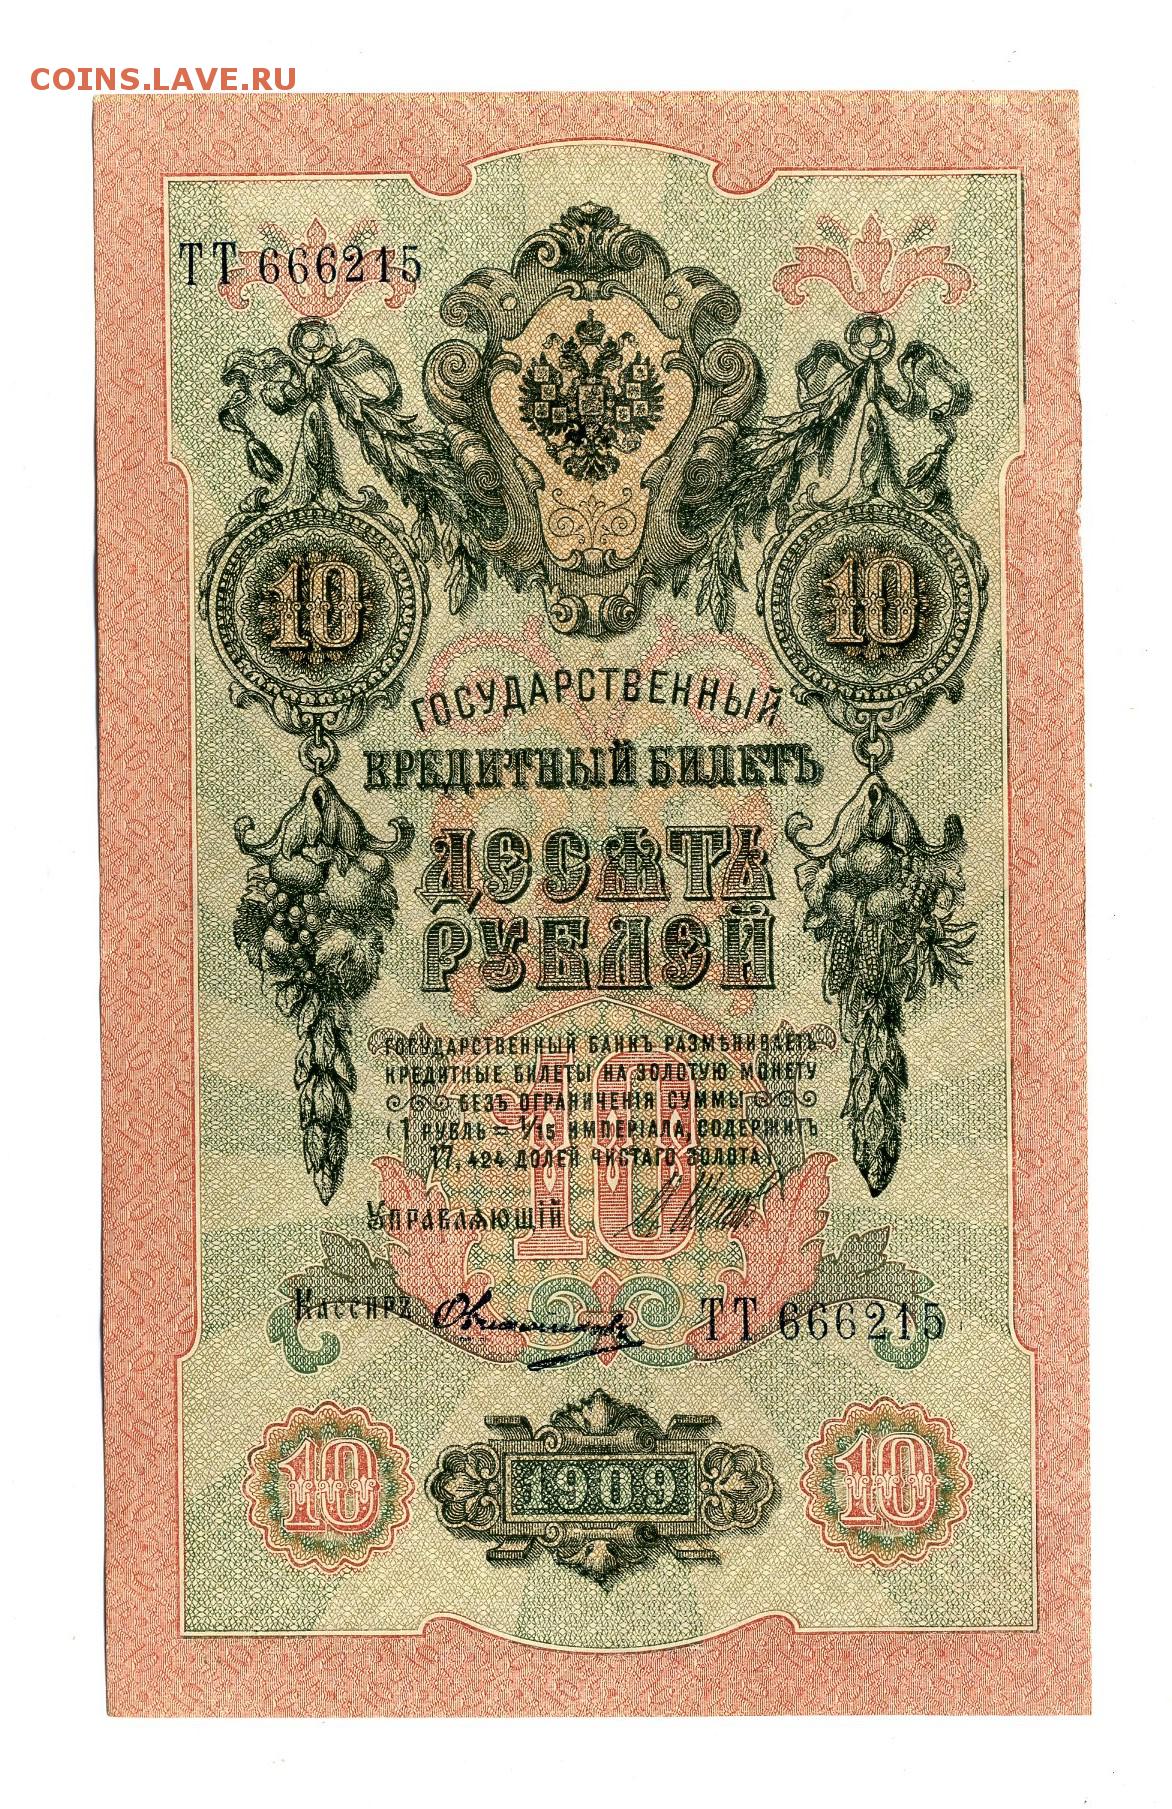 COINS.LAVE.RU
ТТ 666215
10 10
ГОСУДАРСТВЕННЫЙ
КРЕДИТНЫЙ БИЛЕТЪ
ДЕСѦТЬ
РУБЛЕЙ
ГОСУДАРСТВЕННЫЙ БАНКЪ РАЗМѢНИВАЕТЪ
КРЕДИТНЫЕ БИЛЕТЫ НА ЗОЛОТУЮ МОНЕТУ
БЕЗЪ ОГРАНИЧЕНІЯ СУММЫ
(1 РУБЛЬ = 1/15 ИМПЕРІАЛА, СОДЕРЖИТЪ
17,424 ДОЛЕЙ ЧИСТАГО ЗОЛОТА)
10
УПРАВЛѦЮЩІЙ
КАССИРЪ
ТТ 666215
10 1909 10